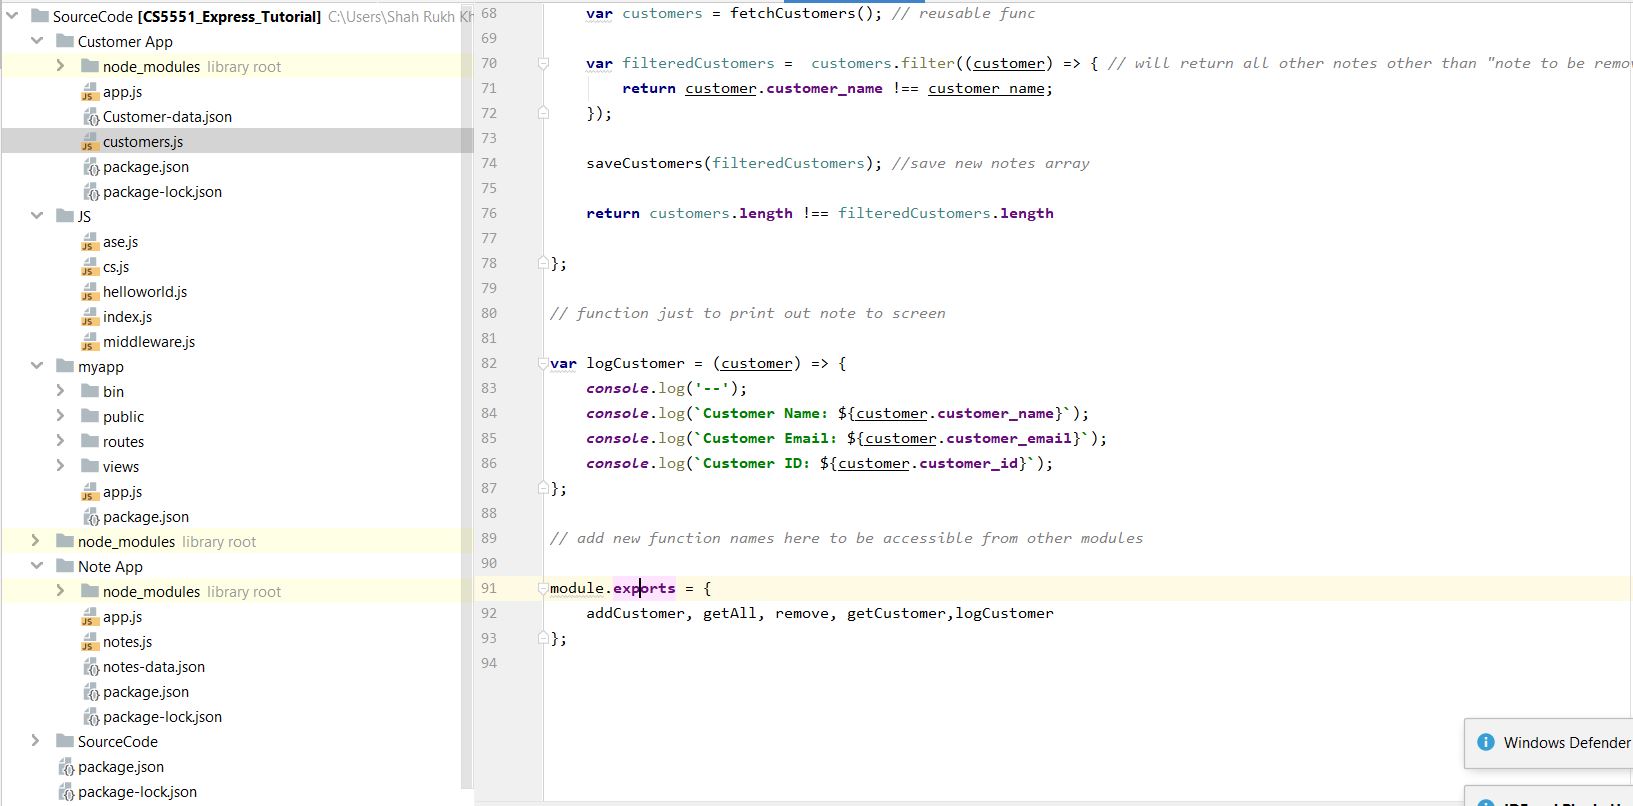 SourceCode [CS5551_Express_Tutorial] C:\Users\Shah Rukh Kh
Customer App
node_modules library root
app.js
Customer-data.json
customers.js
package.json
package-lock.json
JS
ase.js
cs.js
helloworld.js
index.js
middleware.js
myapp
bin
public
routes
views
app.js
package.json
node_modules library root
Note App
node_modules library root
app.js
notes.js
notes-data.json
package.json
package-lock.json
SourceCode
package.json
package-lock.json
68 var customers = fetchCustomers(); // reusable func
69
70 var filteredCustomers =  customers.filter((customer) => { // will return all other notes other than "note to be remov
71 return customer.customer_name !== customer_name;
72 });
73
74 saveCustomers(filteredCustomers); //save new notes array
75
76 return customers.length !== filteredCustomers.length
77
78 };
79
80 // function just to print out note to screen
81
82 var logCustomer = (customer) => {
83 console.log('--');
84 console.log(`Customer Name: ${customer.customer_name}`);
85 console.log(`Customer Email: ${customer.customer_email}`);
86 console.log(`Customer ID: ${customer.customer_id}`);
87 };
88
89 // add new function names here to be accessible from other modules
90
91 module.exports = {
92 addCustomer, getAll, remove, getCustomer,logCustomer
93 };
94
Windows Defender